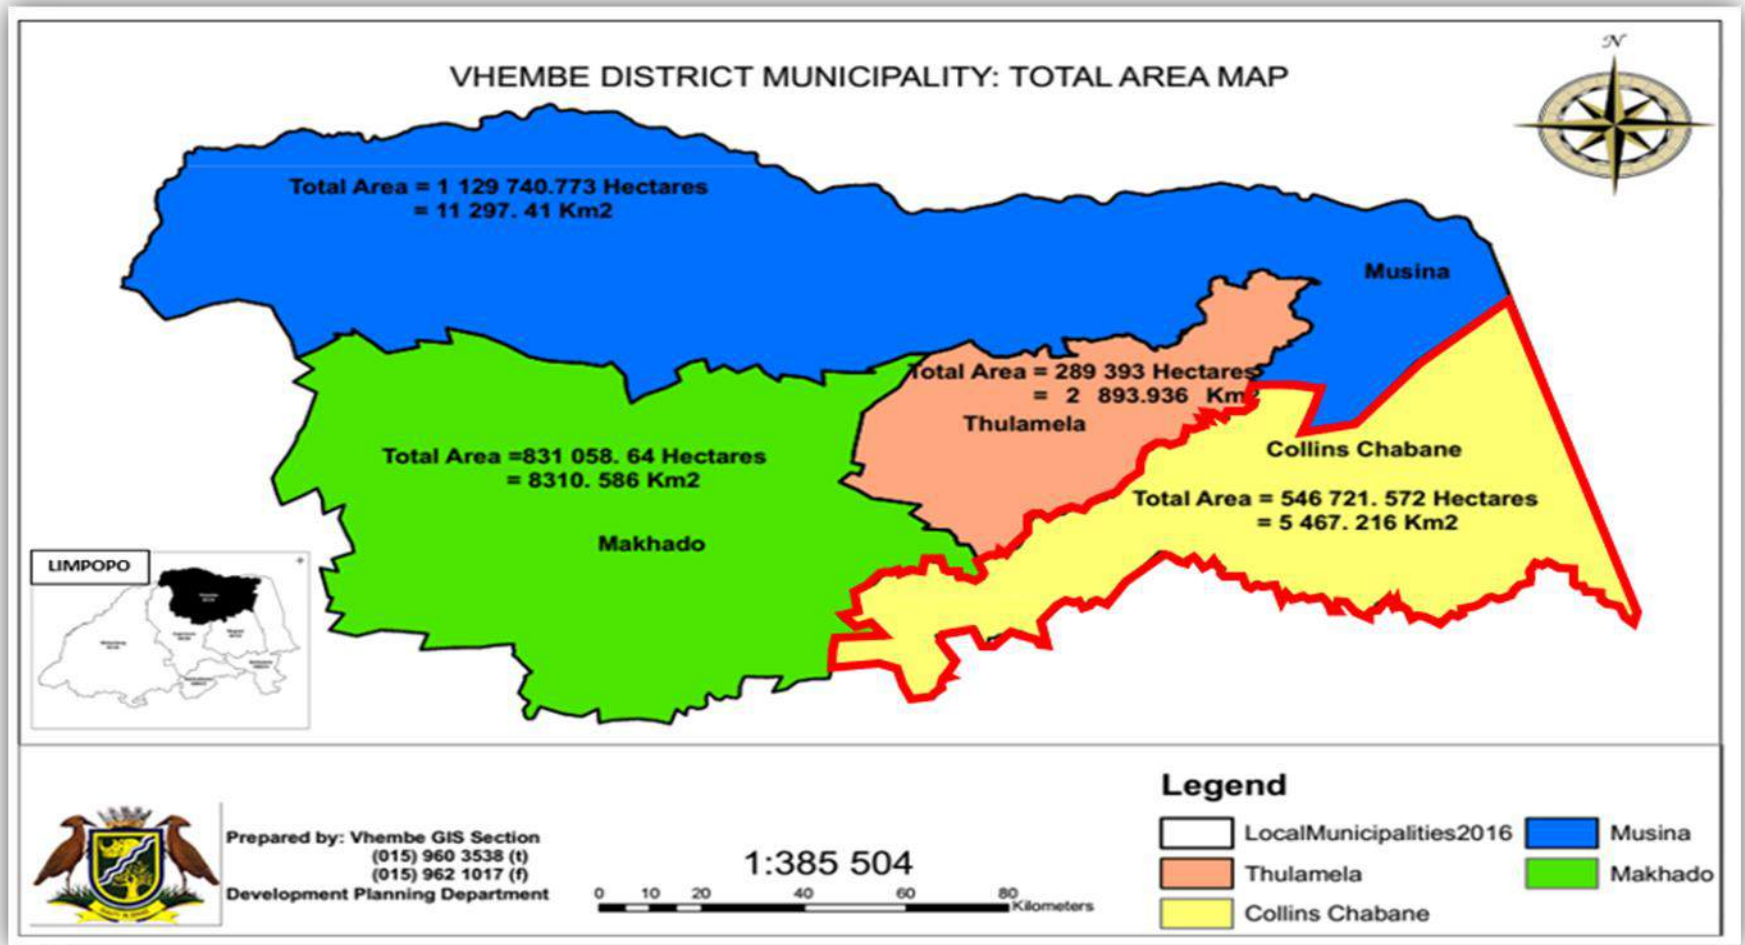 N
VHEMBE DISTRICT MUNICIPALITY: TOTAL AREA MAP
Total Area = 1 129 740.773 Hectares
= 11 297. 41 Km2
Musina
Total Area = 289 393 Hectares
= 2 893.936 Km2
Thulamela
Collins Chabane
Total Area = 546 721. 572 Hectares
= 5 467. 216 Km2
Total Area =831 058. 64 Hectares
= 8310. 586 Km2
Makhado
LIMPOPO
Prepared by: Vhembe GIS Section
(015) 960 3538 (t)
(015) 962 1017 (f)
Development Planning Department
1:385 504
0 10 20 40 60 80
Kilometers
Legend
LocalMunicipalities2016
Musina
Thulamela
Makhado
Collins Chabane